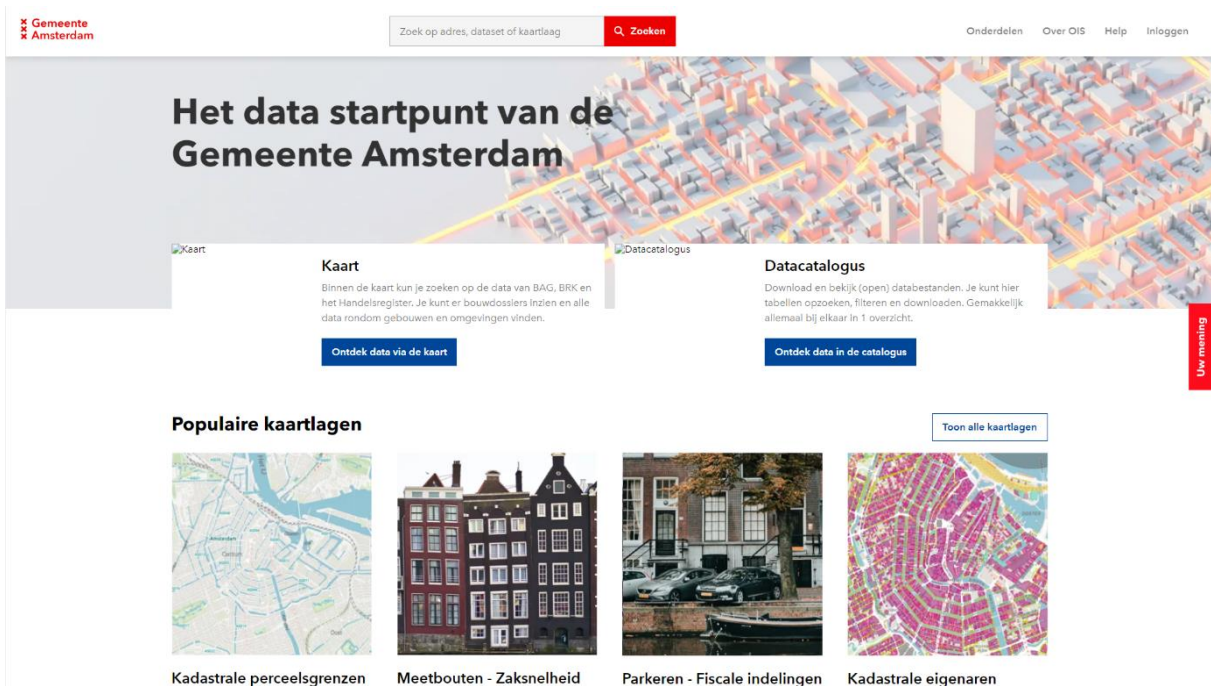 Gemeente
Amsterdam
Zoek op adres, dataset of kaartlaag
Zoeken
Onderdelen
Over OIS
Help
Inloggen
Het data startpunt van de
Gemeente Amsterdam
Kaart
Kaart
Binnen de kaart kun je zoeken op de data van BAG, BRK en
het Handelsregister. Je kunt er bouwdossiers inzien en alle
data rondom gebouwen en omgevingen vinden.
Ontdek data via de kaart
Datacatalogus
Datacatalogus
Download en bekijk (open) databestanden. Je kunt hier
tabellen opzoeken, filteren en downloaden. Gemakkelijk
allemaal bij elkaar in 1 overzicht.
Ontdek data in de catalogus
Uw mening
Populaire kaartlagen
Toon alle kaartlagen
Amsterdam
Centrum
Kadastrale perceelsgrenzen
Meetbouten - Zaksnelheid
Parkeren - Fiscale indelingen
Kadastrale eigenaren